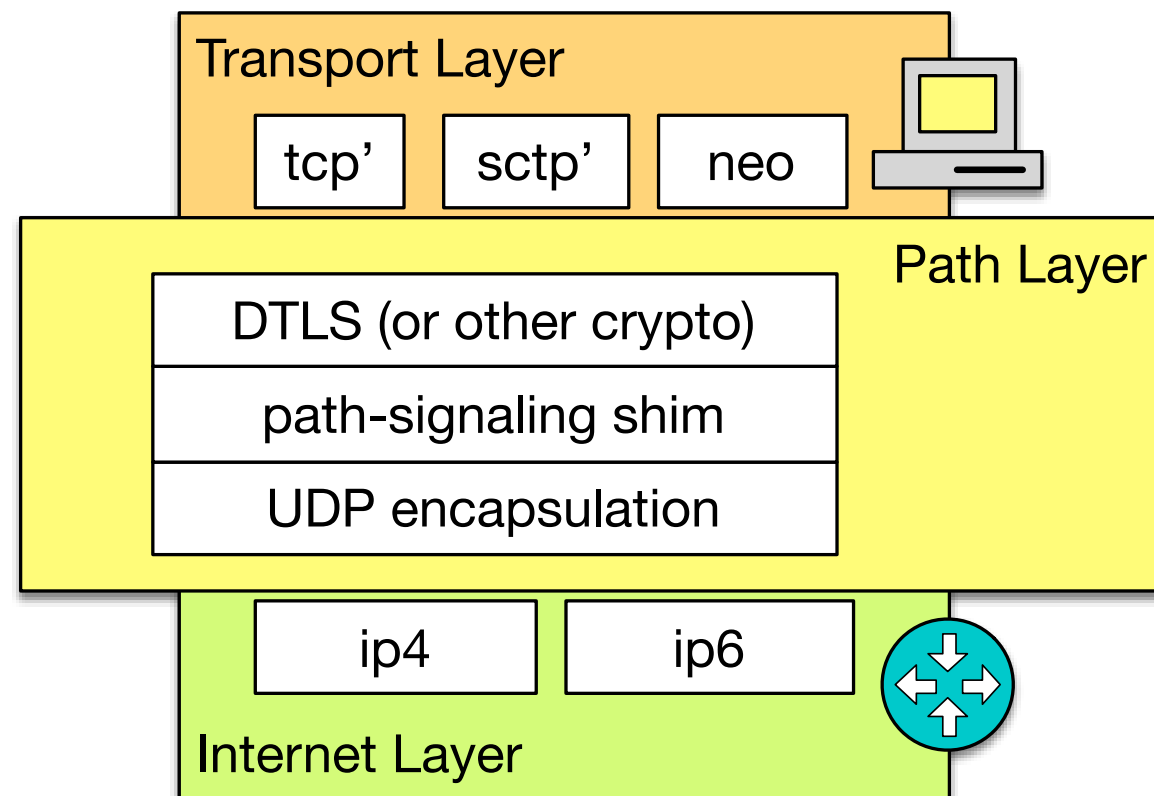 Transport Layer
tcp’ sctp’ neo
Path Layer
DTLS (or other crypto)
path-signaling shim
UDP encapsulation
ip4 ip6
Internet Layer